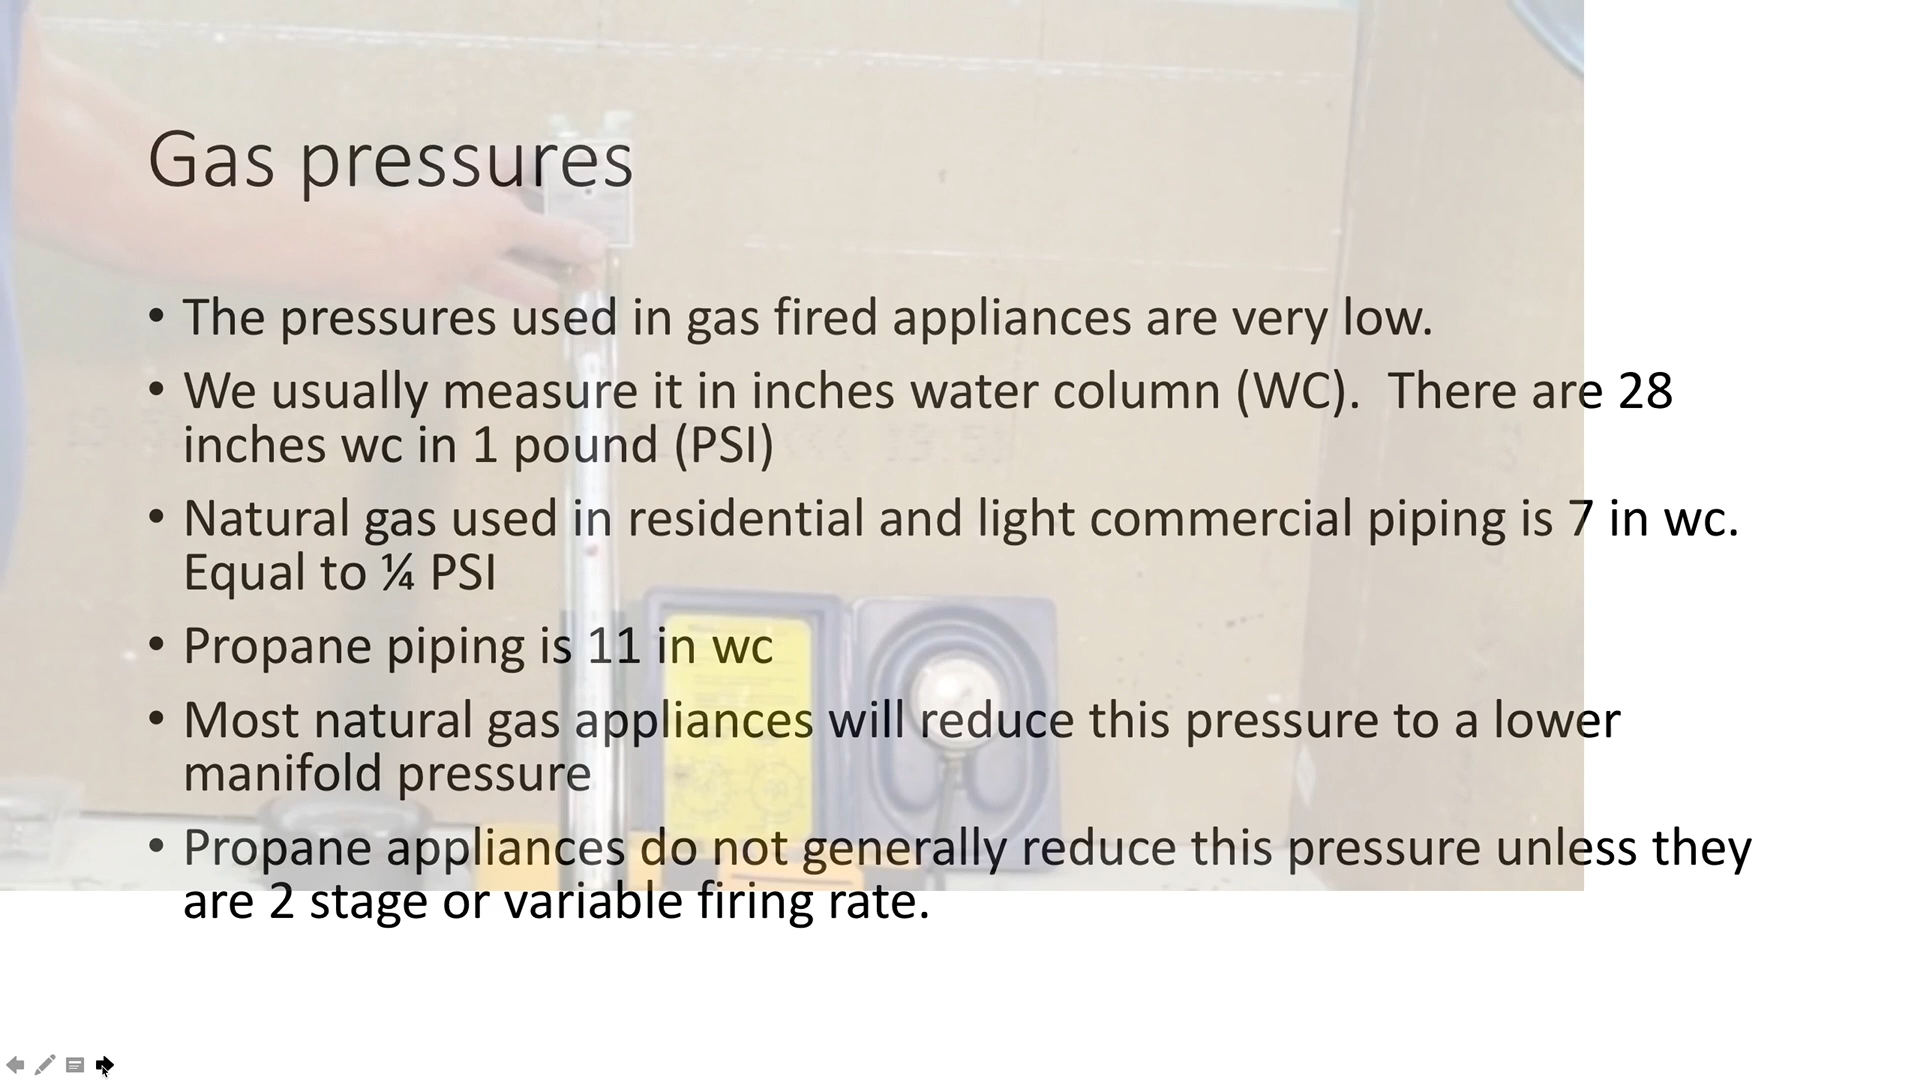 Gas pressures
• The pressures used in gas fired appliances are very low.
• We usually measure it in inches water column (WC).  There are 28
inches wc in 1 pound (PSI)
• Natural gas used in residential and light commercial piping is 7 in wc.
Equal to ¼ PSI
• Propane piping is 11 in wc
• Most natural gas appliances will reduce this pressure to a lower
manifold pressure
• Propane appliances do not generally reduce this pressure unless they
are 2 stage or variable firing rate.